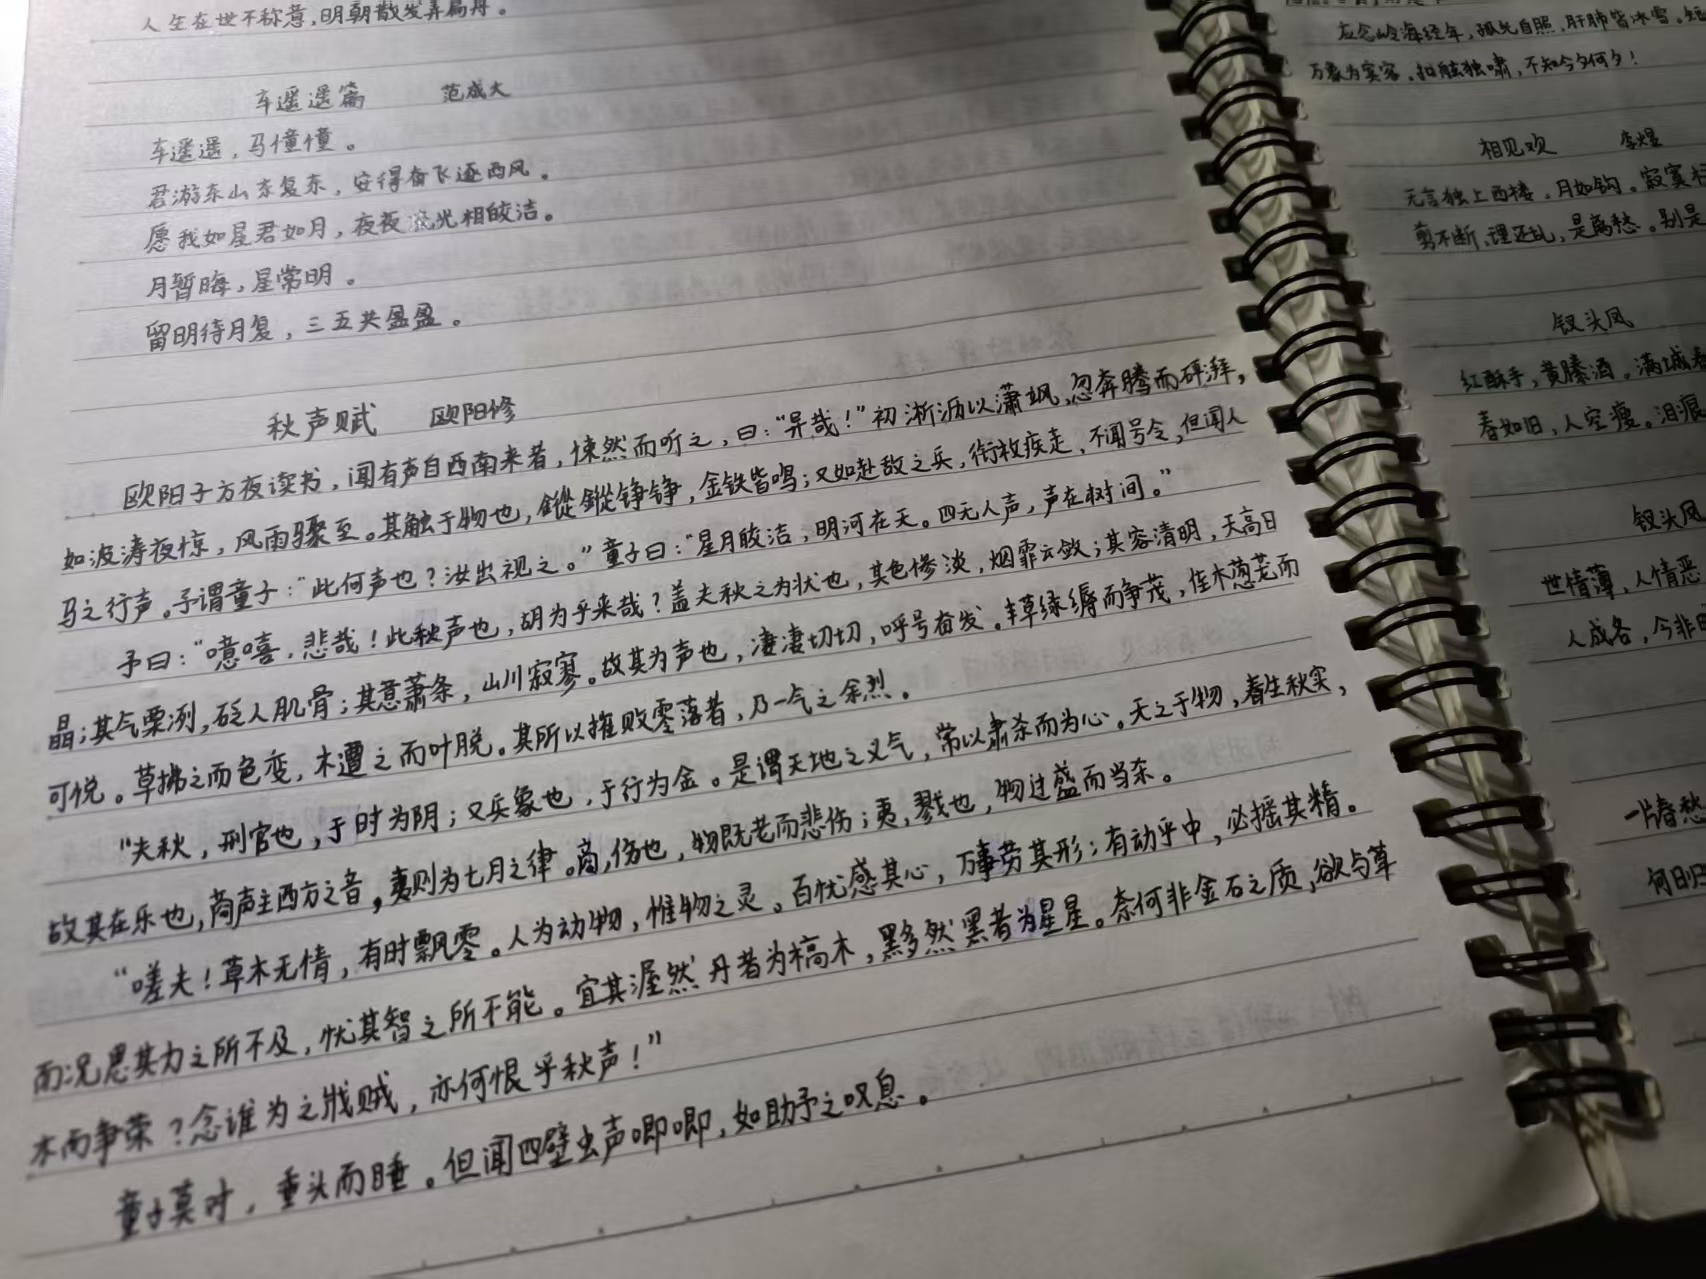 人生在世不称意,明朝散发弄扁舟。
车遥遥篇 范成大
车遥遥,马憧憧。
君游东山东复东,安得奋飞逐西风。
愿我如星君如月,夜夜流光相皎洁。
月暂晦,星常明。
留明待月复,三五共盈盈。
秋声赋 欧阳修
欧阳子方夜读书,闻有声自西南来者,悚然而听之,曰:“异哉!”初淅沥以潇飒,忽奔腾而砰湃,
如波涛夜惊,风雨骤至。其触于物也,鏦鏦铮铮,金铁皆鸣;又如赴敌之兵,衔枚疾走,不闻号令,但闻人
马之行声。予谓童子:“此何声也?汝出视之。”童子曰:“星月皎洁,明河在天。四无人声,声在树间。”
予曰:“噫嘻,悲哉!此秋声也,胡为乎来哉?盖夫秋之为状也,其色惨淡,烟霏云敛;其容清明,天高日
晶;其气栗冽,砭人肌骨;其意萧条,山川寂寥。故其为声也,凄凄切切,呼号奋发。丰草绿缛而争茂,佳木葱茏而
可悦。草拂之而色变,木遭之而叶脱。其所以摧败零落者,乃一气之余烈。
“夫秋,刑官也,于时为阴;又兵象也,于行为金。是谓天地之义气,常以肃杀而为心。天之于物,春生秋实,
故其在乐也,商声主西方之音,夷则为七月之律。商,伤也,物既老而悲伤;夷,戮也,物过盛而当杀。
“嗟夫!草木无情,有时飘零。人为动物,惟物之灵。百忧感其心,万事劳其形;有动乎中,必摇其精。
而况思其力之所不及,忧其智之所不能。宜其渥然丹者为槁木,黟然黑者为星星。奈何非金石之质,欲与草
木而争荣?念谁为之戕贼,亦何恨乎秋声!”
童子莫对,垂头而睡。但闻四壁虫声唧唧,如助予之叹息。
应念岭海经年,孤光自照,肝肺皆冰雪。短
万象为宾客。扣舷独啸,不知今夕何夕!
相见欢 李煜
无言独上西楼,月如钩。寂寞梧
剪不断,理还乱,是离愁。别是
钗头凤
红酥手,黄縢酒。满城春
春如旧,人空瘦。泪痕
钗头凤
世情薄,人情恶
人成各,今非昨
一片春愁
何日归